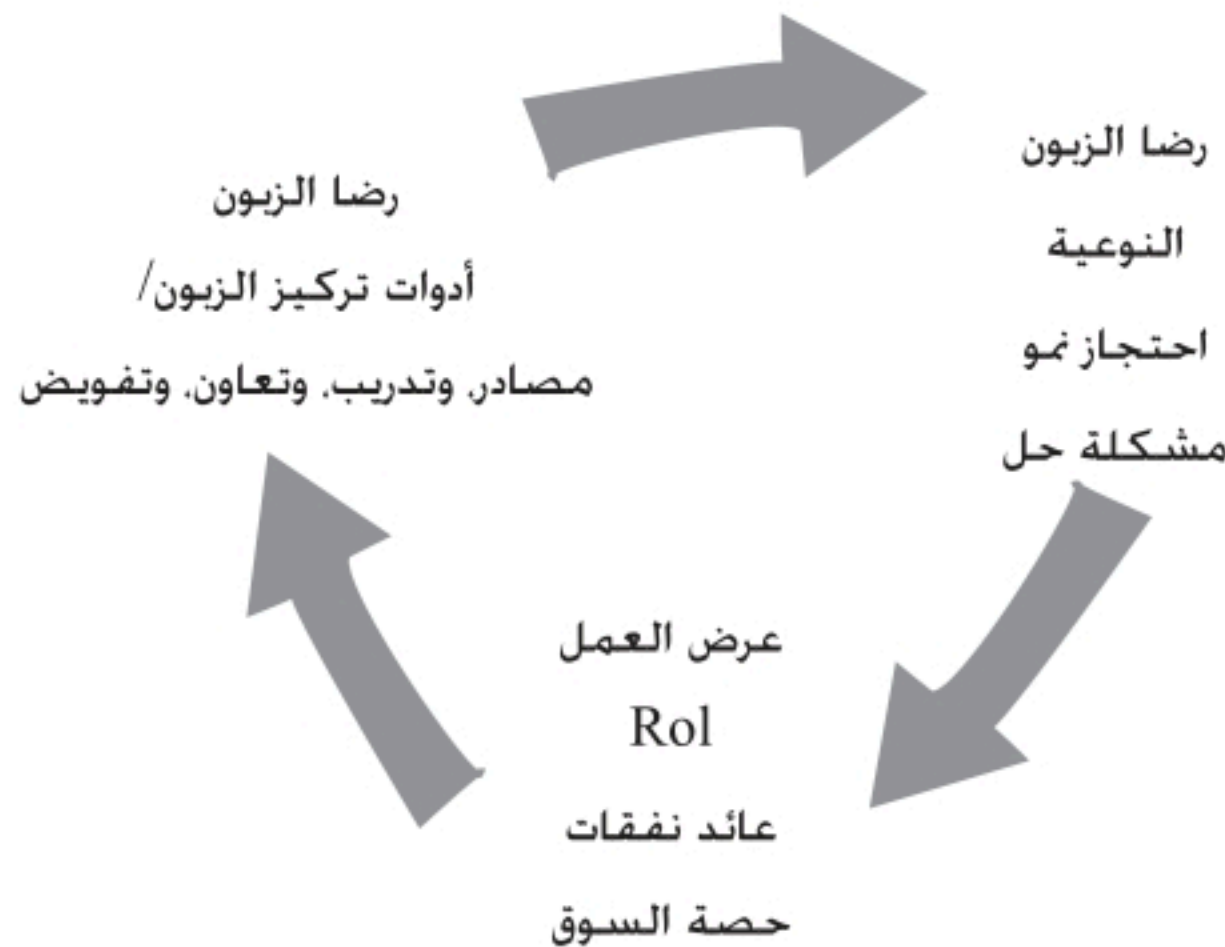 رضا الزبون
النوعية
احتجاز نمو
مشكلة حل
رضا الزبون
أدوات تركيز الزبون/
مصادر، وتدريب، وتعاون، وتفويض
عرض العمل
Rol
عائد نفقات
حصة السوق